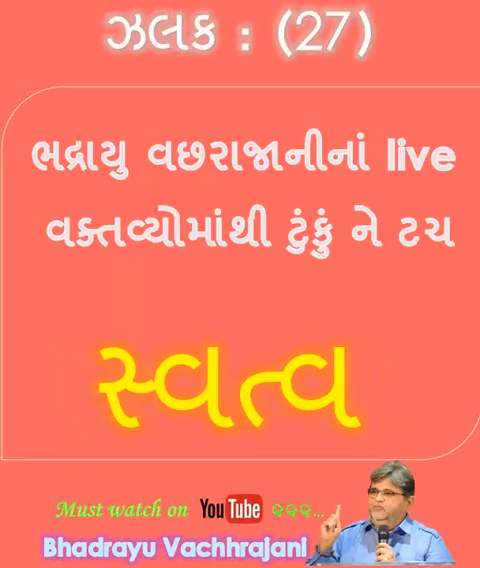 ઝલક : (27)
ભદ્રાયુ વછરાજાનીનાં live
વક્તવ્યોમાંથી ટુંકું ને ટચ
સ્વત્વ
Must watch on YouTube
Bhadrayu Vachhrajani